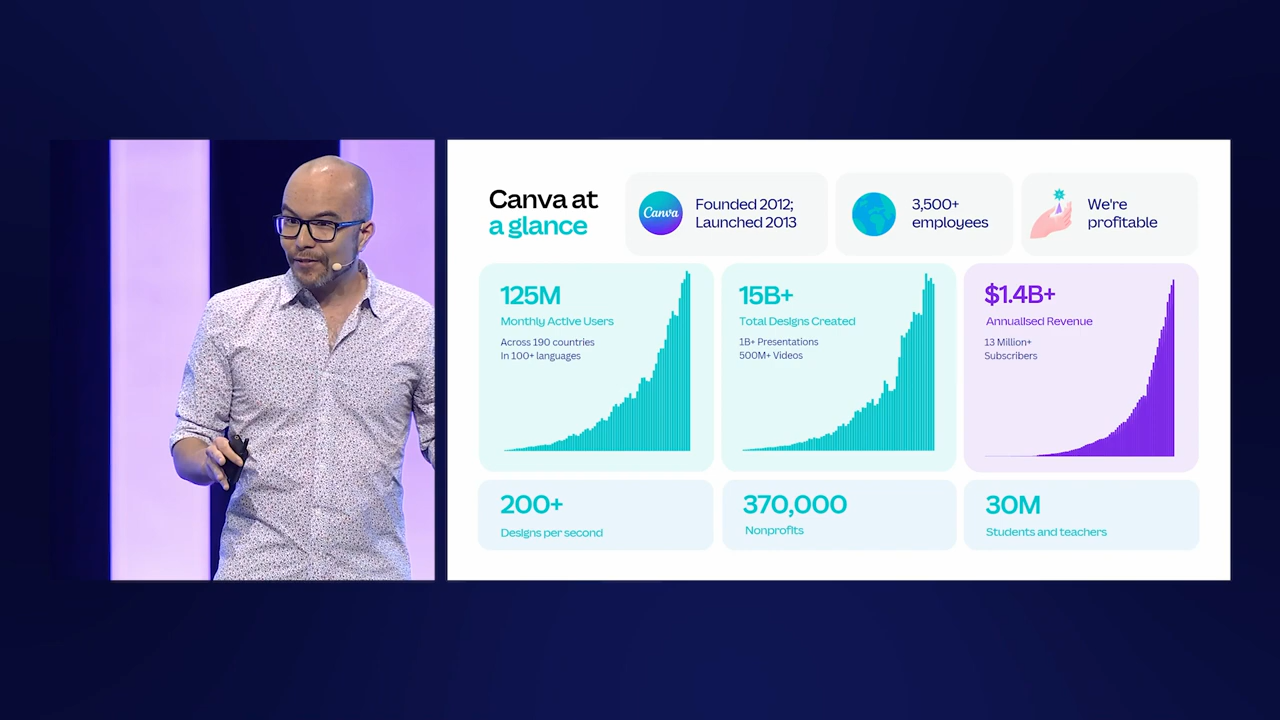 Canva at
a glance
Canva
Founded 2012;
Launched 2013
3,500+
employees
We're
profitable
125M
Monthly Active Users
Across 190 countries
In 100+ languages
15B+
Total Designs Created
1B+ Presentations
500M+ Videos
$1.4B+
Annualised Revenue
13 Million+
Subscribers
200+
Designs per second
370,000
Nonprofits
30M
Students and teachers